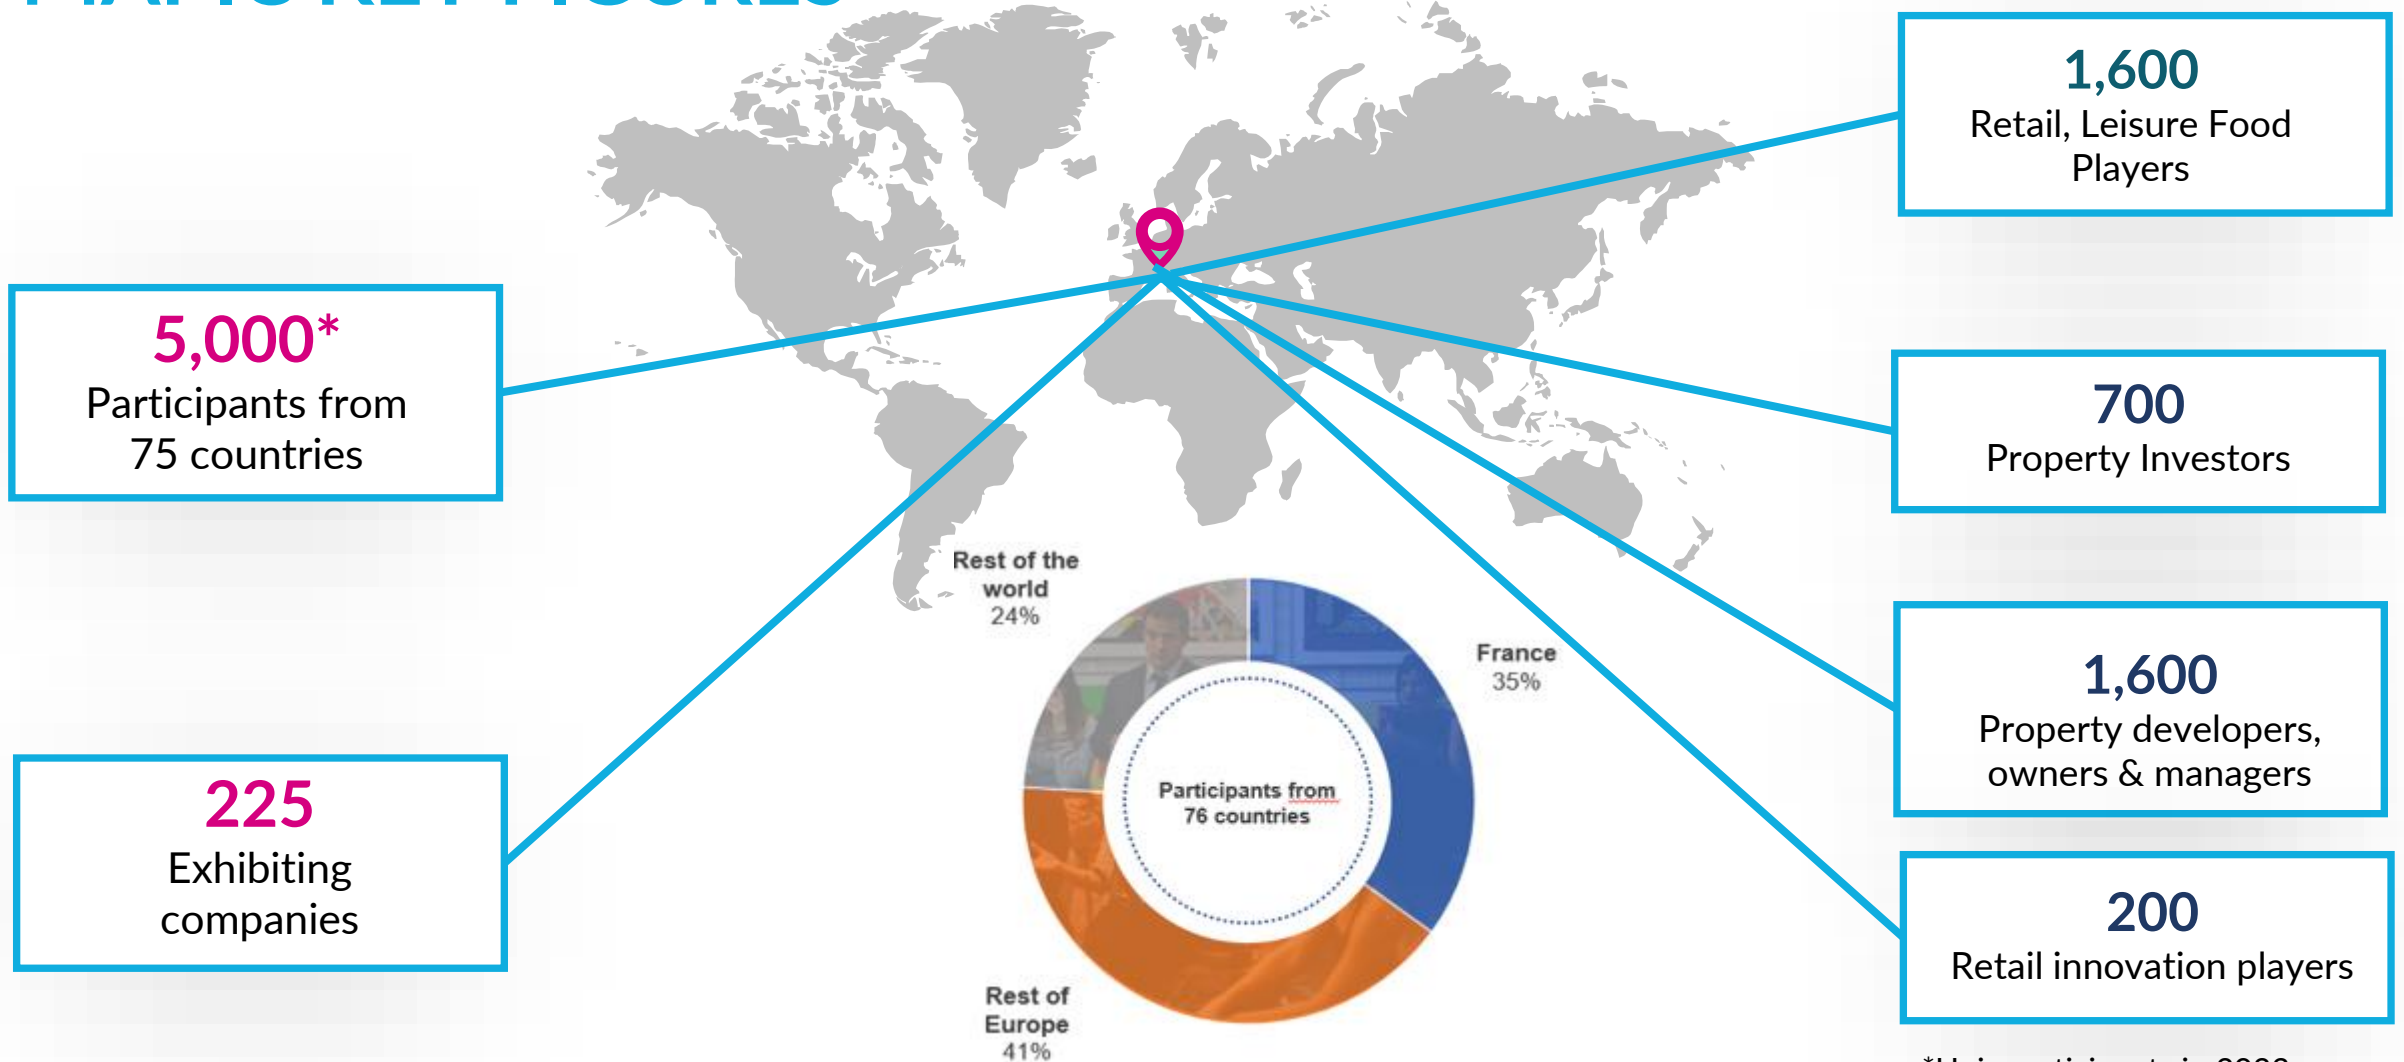 KEY FIGURES
1,600
Retail, Leisure Food
Players
5,000*
Participants from
75 countries
700
Property Investors
Rest of the
world
24%
France
35%
1,600
Property developers,
owners & managers
Participants from
76 countries
225
Exhibiting
companies
200
Retail innovation players
Rest of
Europe
41%